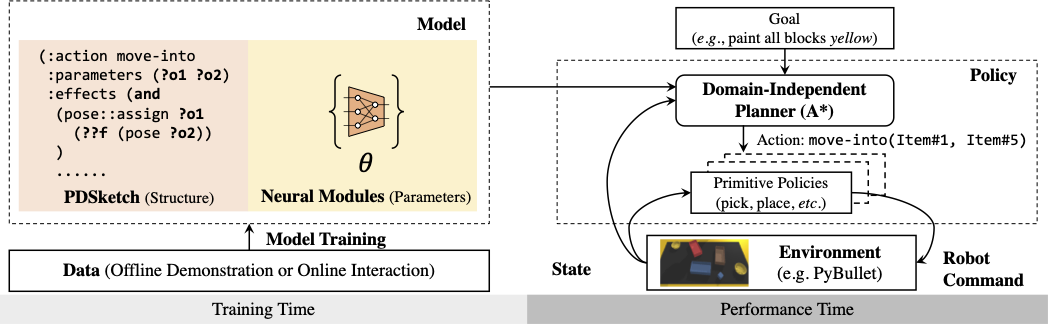 Model
(:action move-into
:parameters (?o1 ?o2)
:effects (and
(pose::assign ?o1
(??f (pose ?o2))
)
......
PDSketch (Structure)
θ
Neural Modules (Parameters)
Model Training
Data (Offline Demonstration or Online Interaction)
Training Time
Goal
(e.g., paint all blocks yellow)
Policy
Domain-Independent
Planner (A*)
Action: move-into(Item#1, Item#5)
Primitive Policies
(pick, place, etc.)
State
Environment
(e.g. PyBullet)
Robot
Command
Performance Time